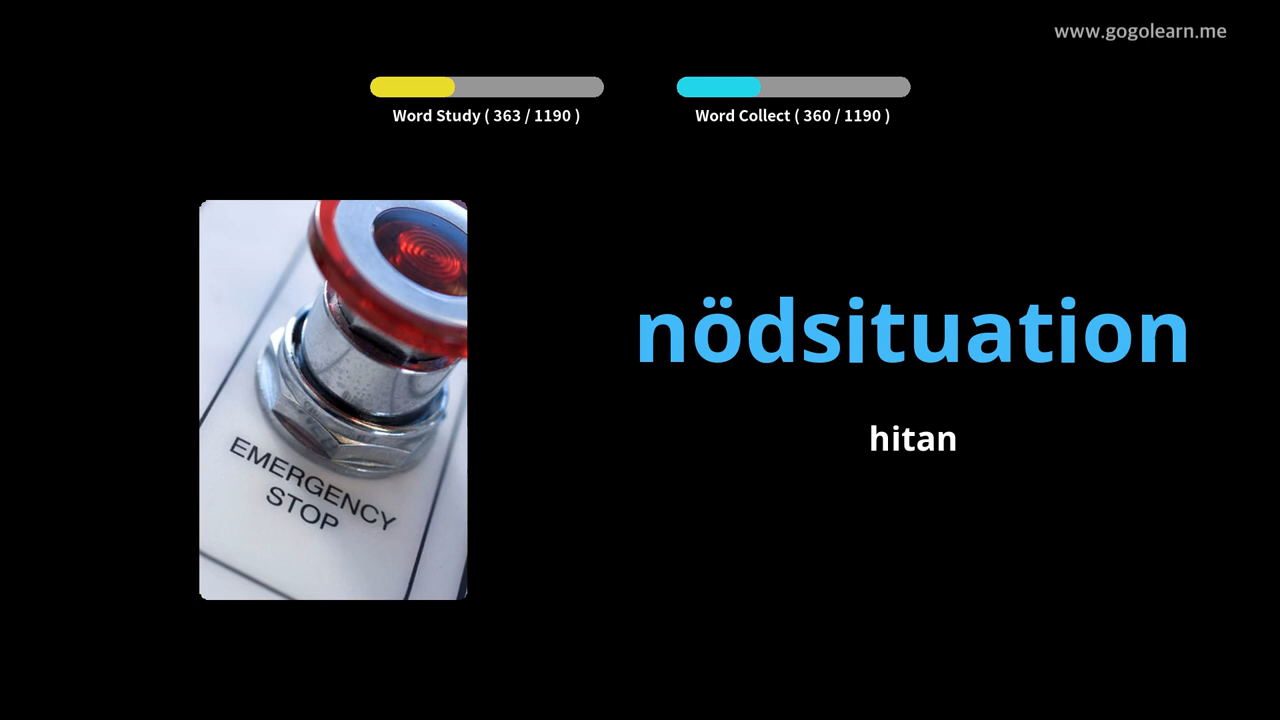 www.gogolearn.me
Word Study ( 363 / 1190 )
Word Collect ( 360 / 1190 )
nödsituation
hitan
EMERGENCY
STOP